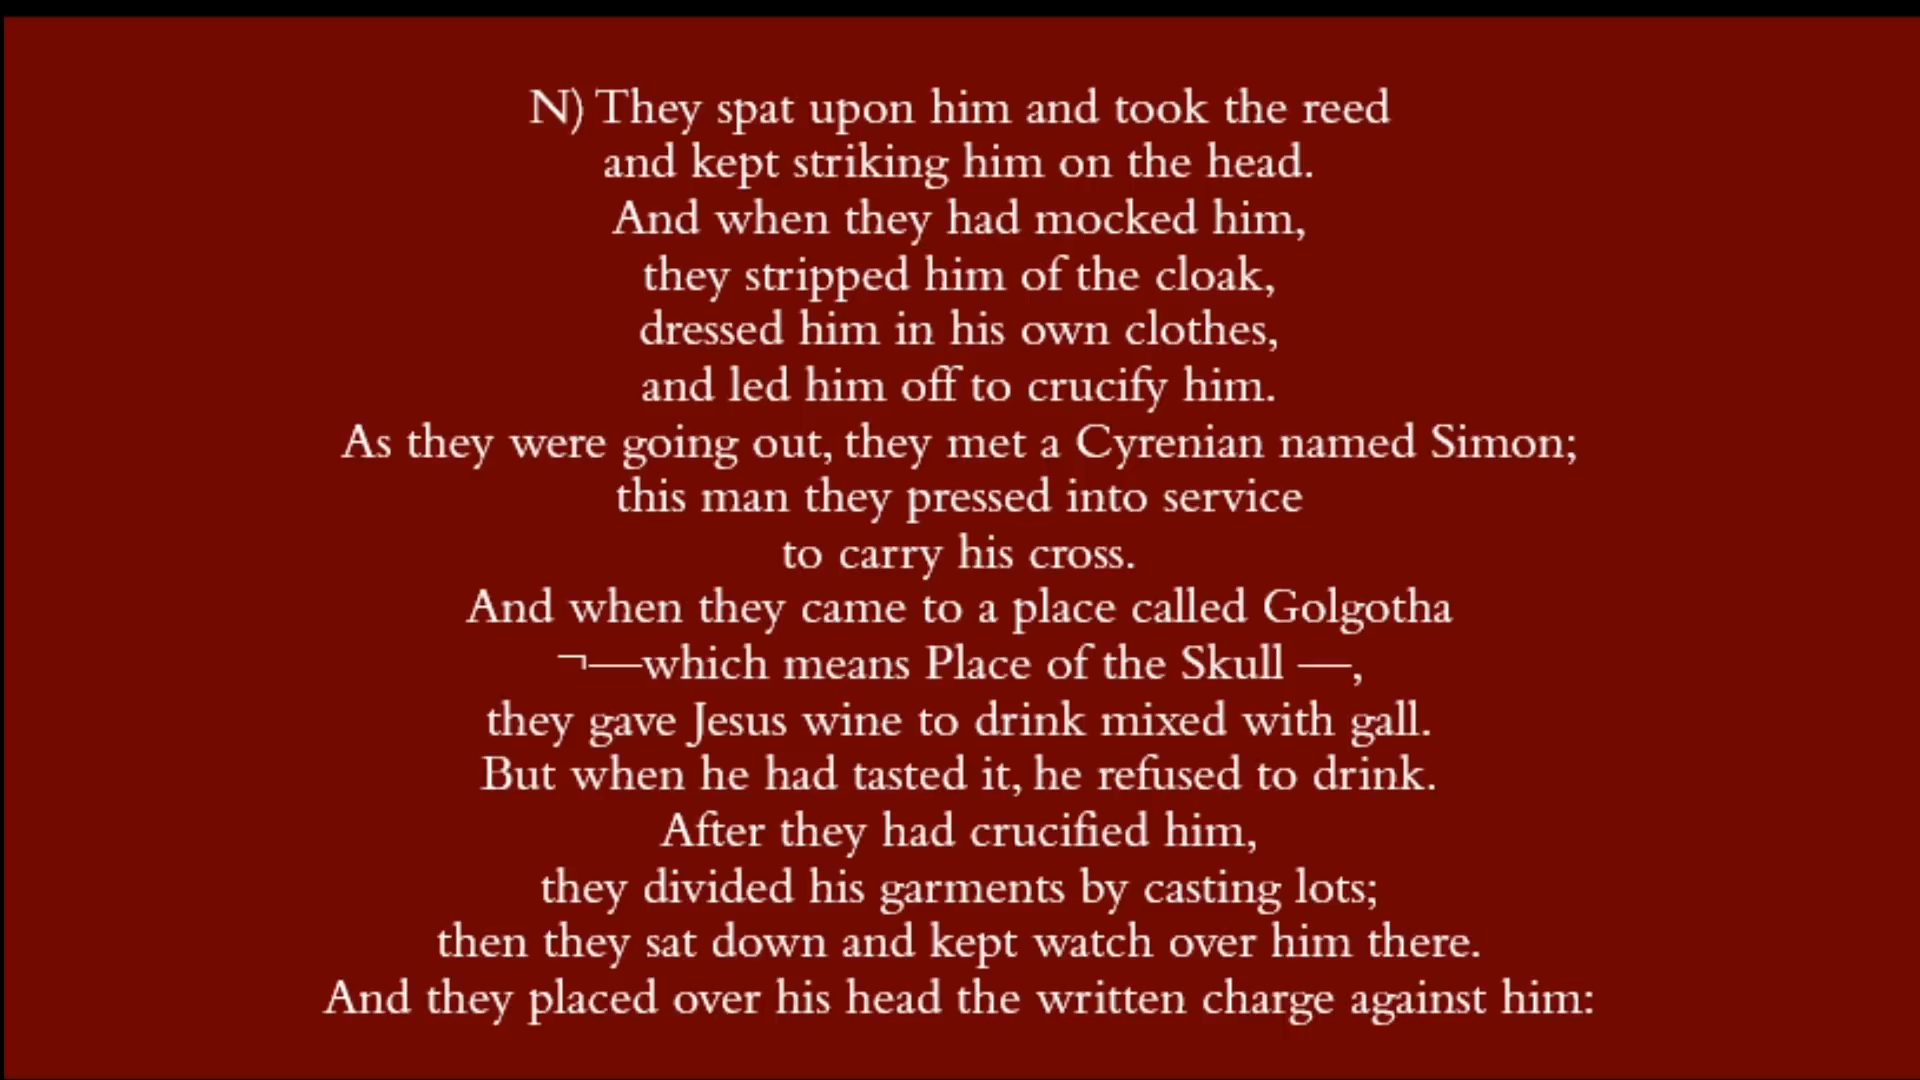 N) They spat upon him and took the reed
and kept striking him on the head.
And when they had mocked him,
they stripped him of the cloak,
dressed him in his own clothes,
and led him off to crucify him.
As they were going out, they met a Cyrenian named Simon;
this man they pressed into service
to carry his cross.
And when they came to a place called Golgotha
¬—which means Place of the Skull —,
they gave Jesus wine to drink mixed with gall.
But when he had tasted it, he refused to drink.
After they had crucified him,
they divided his garments by casting lots;
then they sat down and kept watch over him there.
And they placed over his head the written charge against him: